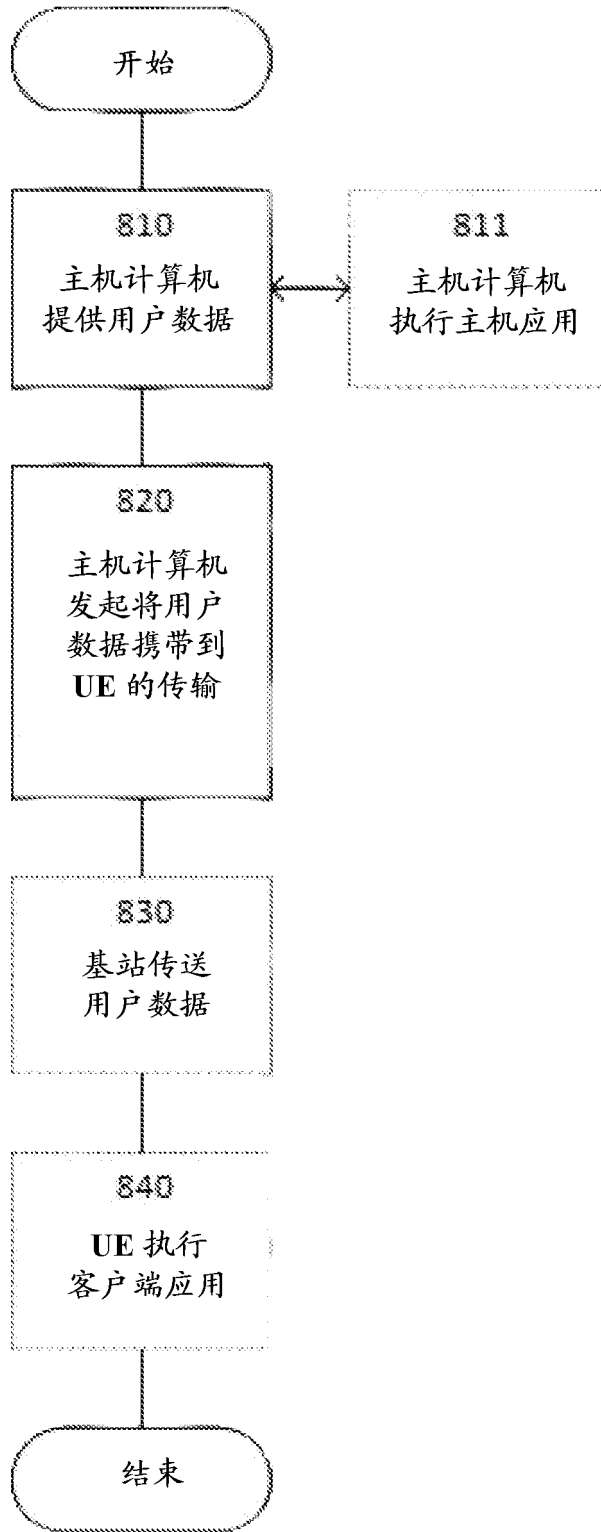 开始
810
主机计算机
提供用户数据
811
主机计算机
执行主机应用
820
主机计算机
发起将用户
数据携带到
UE 的传输
830
基站传送
用户数据
840
UE 执行
客户端应用
结束